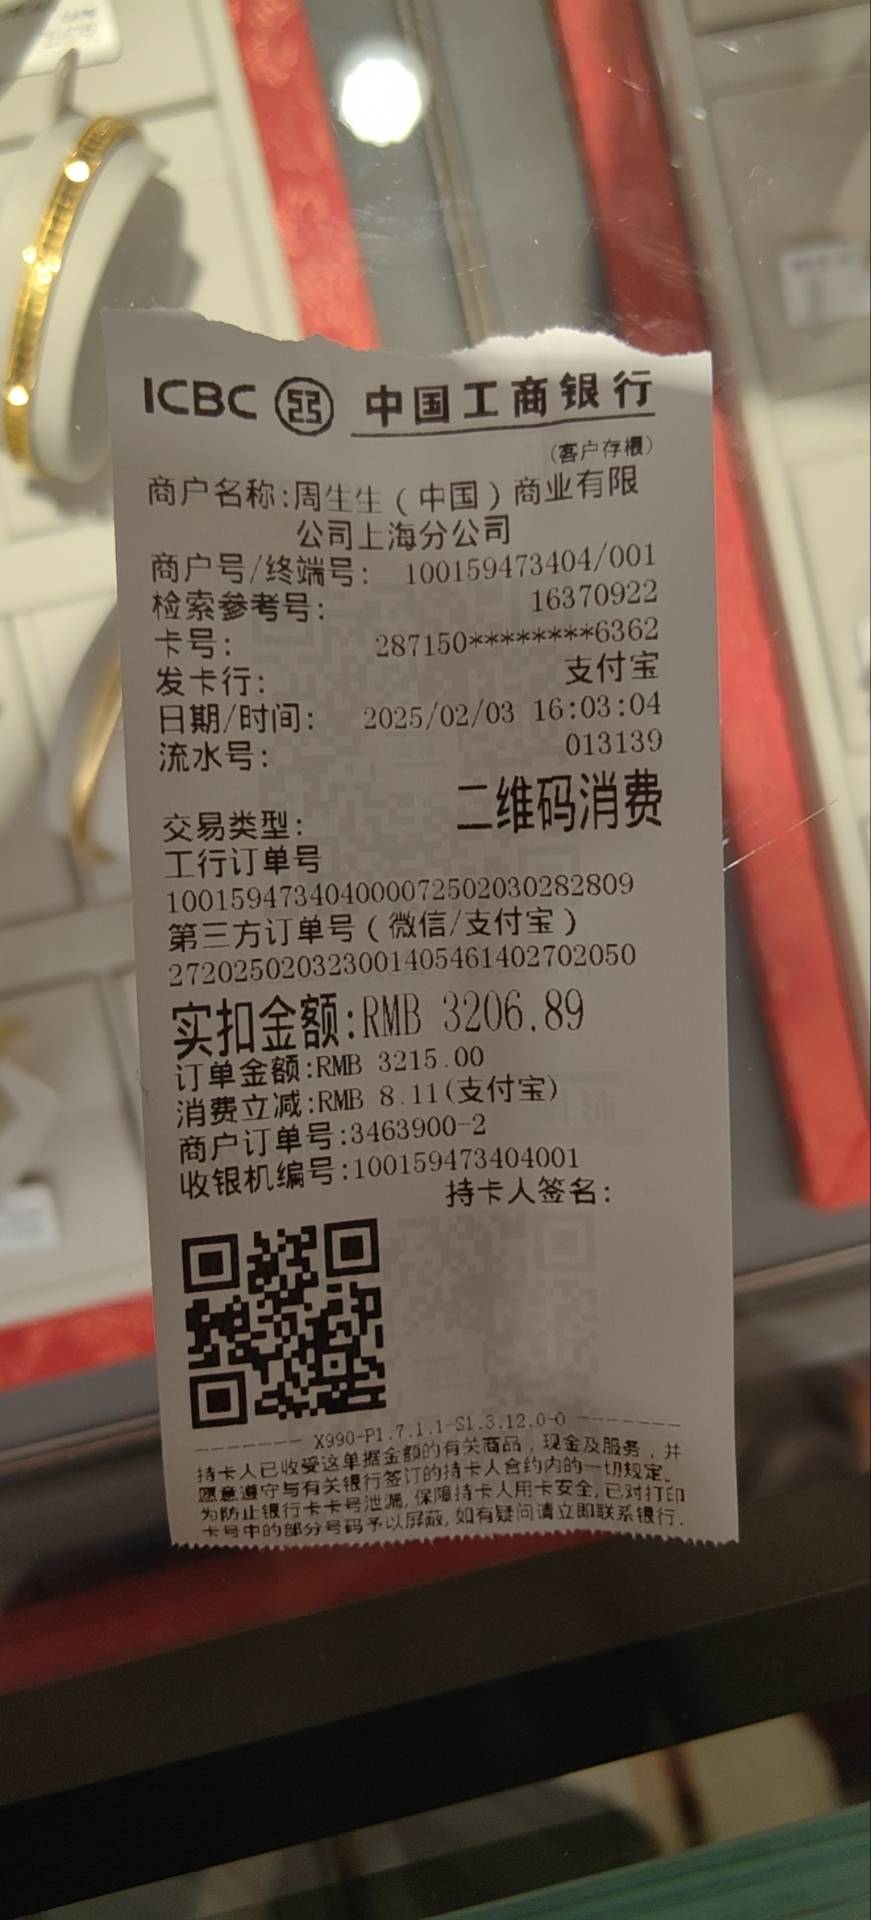 ICBC 中国工商银行
(客户存根)
商户名称:周生生(中国)商业有限
公司上海分公司
商户号/终端号: 100159473404/001
检索参考号: 16370922
卡号: 287150********6362
发卡行: 支付宝
日期/时间: 2025/02/03 16:03:04
流水号: 013139
交易类型: 二维码消费
工行订单号
100159473404000072502030282809
第三方订单号(微信/支付宝)
2720250203230014054614027020​50
实扣金额:RMB 3206.89
订单金额:RMB 3215.00
消费立减:RMB 8.11(支付宝)
商户订单号:3463900-2
收银机编号:100159473404001
持卡人签名:
------- X990-P1.7.1.1-S1.3.12.0-0 -------
持卡人已收受这单据金额的有关商品,现金及服务,并
愿意遵守与有关银行签订的持卡人合约内的一切规定。
为防止银行卡卡号泄漏,保障持卡人用卡安全,已对打印
卡号中的部分号码予以屏蔽,如有疑问请立即联系银行.